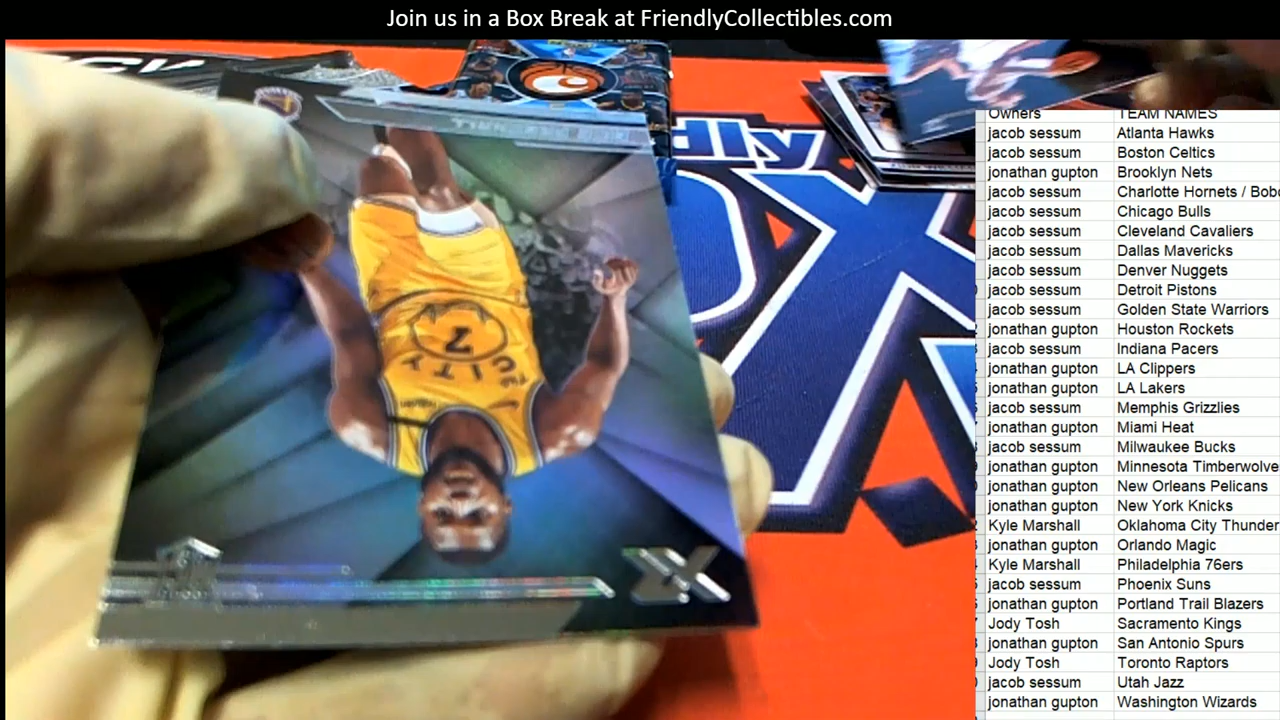 Join us in a Box Break at FriendlyCollectibles.com
dly
THE CITY
7
Owners TEAM NAMES
jacob sessum Atlanta Hawks
jacob sessum Boston Celtics
jonathan gupton Brooklyn Nets
jacob sessum Charlotte Hornets / Bobc
jacob sessum Chicago Bulls
jacob sessum Cleveland Cavaliers
jacob sessum Dallas Mavericks
jacob sessum Denver Nuggets
jacob sessum Detroit Pistons
jacob sessum Golden State Warriors
jonathan gupton Houston Rockets
jacob sessum Indiana Pacers
jonathan gupton LA Clippers
jonathan gupton LA Lakers
jacob sessum Memphis Grizzlies
jonathan gupton Miami Heat
jacob sessum Milwaukee Bucks
jonathan gupton Minnesota Timberwolve
jonathan gupton New Orleans Pelicans
jonathan gupton New York Knicks
Kyle Marshall Oklahoma City Thunder
jonathan gupton Orlando Magic
Kyle Marshall Philadelphia 76ers
jacob sessum Phoenix Suns
jonathan gupton Portland Trail Blazers
Jody Tosh Sacramento Kings
jonathan gupton San Antonio Spurs
Jody Tosh Toronto Raptors
jacob sessum Utah Jazz
jonathan gupton Washington Wizards